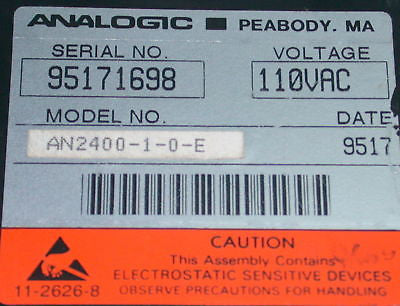 ANALOGIC PEABODY. MA
SERIAL NO. VOLTAGE
95171698 110VAC
MODEL NO. DATE
AN2400-1-0-E 9517
CAUTION
This Assembly Contains
ELECTROSTATIC SENSITIVE DEVICES
11-2626-8 OBSERVE PRECAUTIONS FOR HANDLING